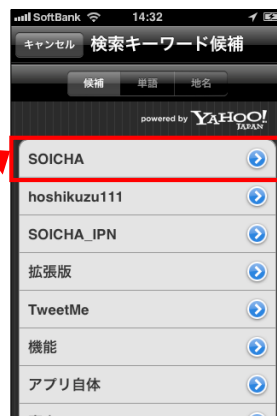 SoftBank 14:32
キャンセル 検索キーワード候補
候補 単語 地名
powered by YAHOO! JAPAN
SOICHA
hoshikuzu111
SOICHA_IPN
拡張版
TweetMe
機能
アプリ自体